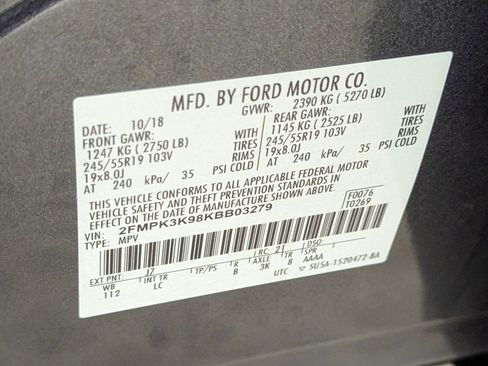 MFD. BY FORD MOTOR CO.
DATE: 10/18 GVWR: 2390 KG ( 5270 LB)
FRONT GAWR: REAR GAWR:
1247 KG ( 2750 LB) WITH 1145 KG ( 2525 LB) WITH
245/55R19 103V TIRES 245/55R19 103V TIRES
19x8.0J RIMS 19x8.0J RIMS
AT 240 kPa/ 35 PSI COLD AT 240 kPa/ 35 PSI COLD
THIS VEHICLE CONFORMS TO ALL APPLICABLE FEDERAL MOTOR
VEHICLE SAFETY AND THEFT PREVENTION STANDARDS IN
EFFECT ON THE DATE OF MANUFACTURE SHOWN ABOVE.
VIN: 2FMPK3K98KBB03279 F0076
TYPE: MPV T0269
EXT PNT: J7 RC: 21 DSO:
WB INT TR TP/PS R AXLE TR SPR
112 LC B 3K B AAAA
UTC ▽ 5U5A-1520472-BA